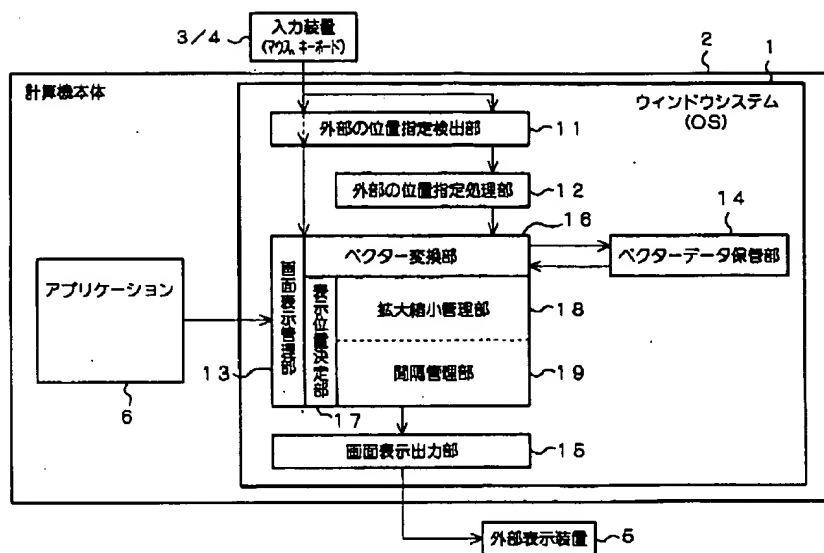 入力装置
(マウス、キーボード)
3/4
2
1
計算機本体
ウィンドウシステム
(OS)
外部の位置指定検出部
11
外部の位置指定処理部
12
16
14
ベクター変換部
ベクターデータ保管部
アプリケーション
画面表示管理部
表示位置決定部
拡大縮小管理部
18
間隔管理部
19
13
17
6
画面表示出力部
15
外部表示装置
5